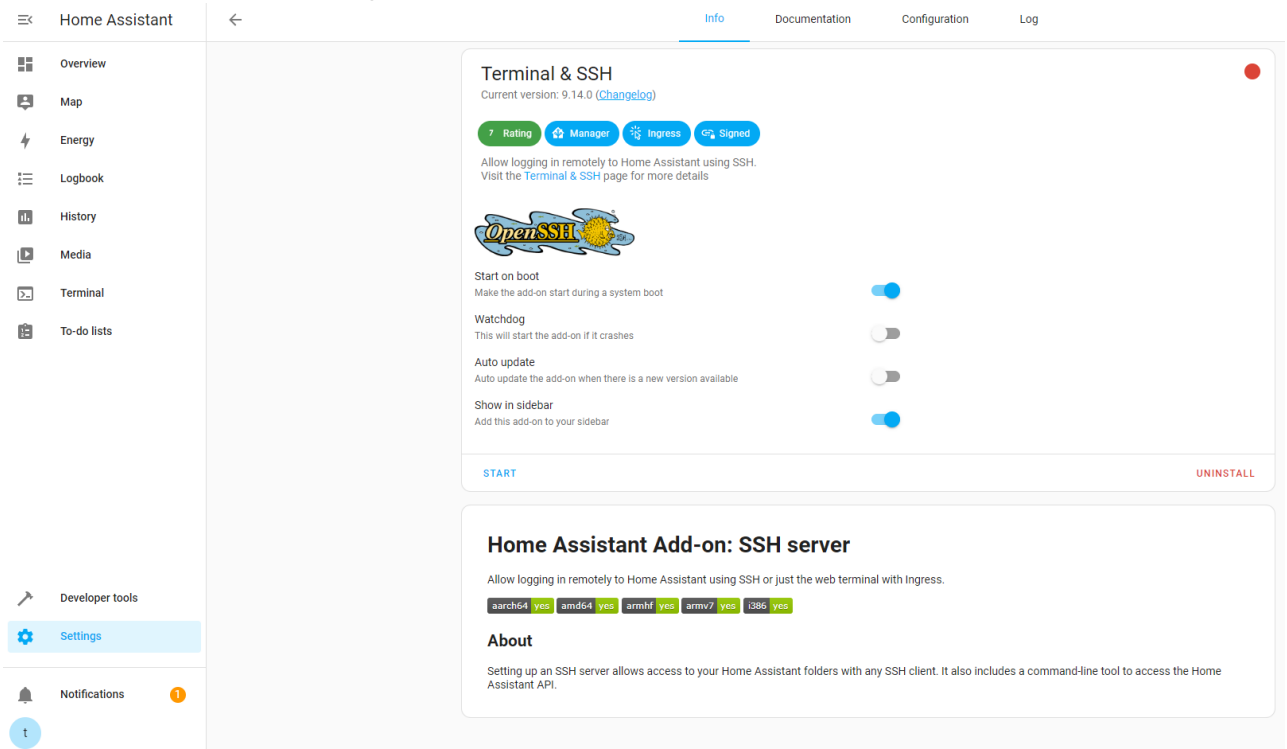 Home Assistant
Info
Documentation
Configuration
Log
Overview
Map
Energy
Logbook
History
Media
Terminal
To-do lists
Developer tools
Settings
Notifications
1
t
Terminal & SSH
Current version: 9.14.0 (Changelog)
7 Rating
Manager
Ingress
Signed
Allow logging in remotely to Home Assistant using SSH.
Visit the Terminal & SSH page for more details
OpenSSH
Start on boot
Make the add-on start during a system boot
Watchdog
This will start the add-on if it crashes
Auto update
Auto update the add-on when there is a new version available
Show in sidebar
Add this add-on to your sidebar
START
UNINSTALL
Home Assistant Add-on: SSH server
Allow logging in remotely to Home Assistant using SSH or just the web terminal with Ingress.
aarch64 yes amd64 yes armhf yes armv7 yes i386 yes
About
Setting up an SSH server allows access to your Home Assistant folders with any SSH client. It also includes a command-line tool to access the Home
Assistant API.